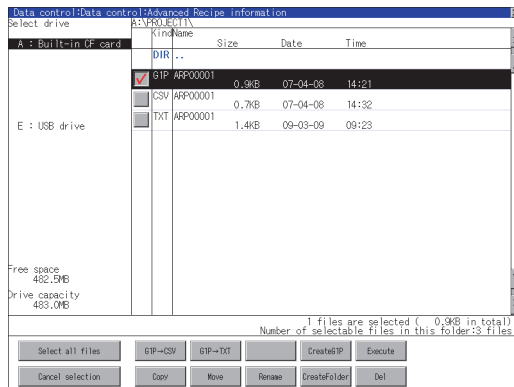 Data control:Data control:Advanced Recipe information
Select drive
A:\PROJECT1\
A : Built-in CF card
E : USB drive
Kind Name
Size Date Time
DIR ..
G1P ARP00001
0.9KB 07-04-08 14:21
CSV ARP00001
0.7KB 07-04-08 14:32
TXT ARP00001
1.4KB 09-03-09 09:23
Free space
482.5MB
Drive capacity
483.0MB
1 files are selected ( 0.9KB in total)
Number of selectable files in this folder:3 files
Select all files G1P→CSV G1P→TXT CreateG1P Execute
Cancel selection Copy Move Rename CreateFolder Del